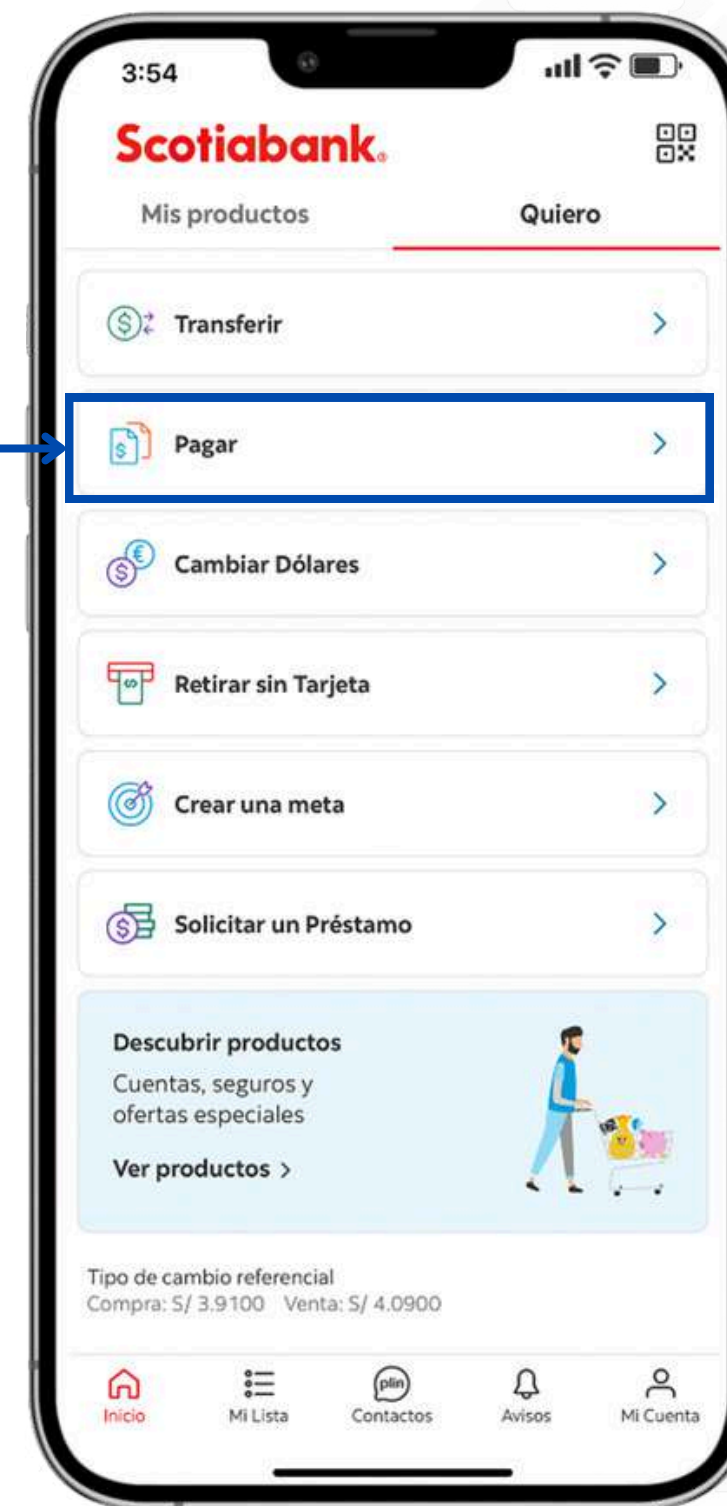 3:54
Scotiabank®
Mis productos
Quiero
Transferir
Pagar
Cambiar Dólares
Retirar sin Tarjeta
Crear una meta
Solicitar un Préstamo
Descubrir productos
Cuentas, seguros y
ofertas especiales
Ver productos >
Tipo de cambio referencial
Compra: S/ 3.9100 Venta: S/ 4.0900
plin
Inicio
Mi Lista
Contactos
Avisos
Mi Cuenta